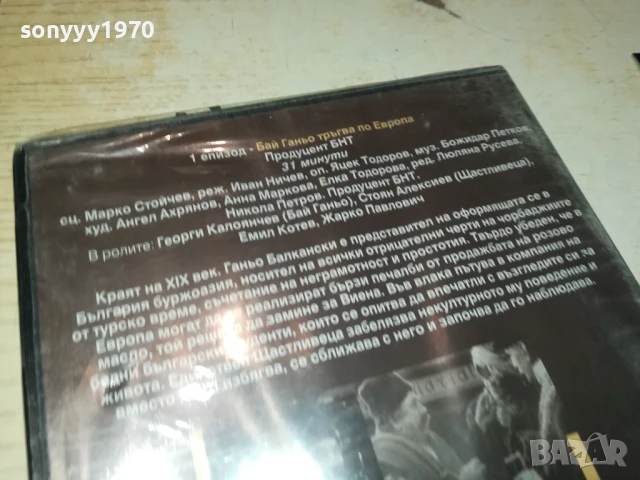 sonyyy1970
1 епизод - Бай Ганьо тръгва по Европа
Продуцент БНТ
31 минути
сц. Марко Стойчев, реж. Иван Ничев, оп. Яцек Тодоров, муз. Божидар Петков,
худ. Ангел Ахрянов, Анна Маркова, Елка Тодорова, ред. Люляна Русева,
Никола Петров, Продуцент БНТ.
В ролите: Георги Калоянчев (Бай Ганьо), Стоян Алексиев (Щастливеца),
Емил Котев, Жарко Павлович
Краят на XIX век. Ганьо Балкански е представител на оформящата се в
България буржоазия, носител на всички отрицателни черти на чорбаджиите
от турско време, съчетание на неграмотност и простотия. Твърдо убеден, че в
Европа могат да се реализират бързи печалби от продажбата на розово
масло, той решава да замине за Виена. Във влака пътува в компания на
български студенти, които се опитва да впечатли с възгледите си за
живота. Щастливеца забелязва некултурното му поведение и
вместо да го избягва, се сближава с него и започва да го наблюдава.
BAZAR